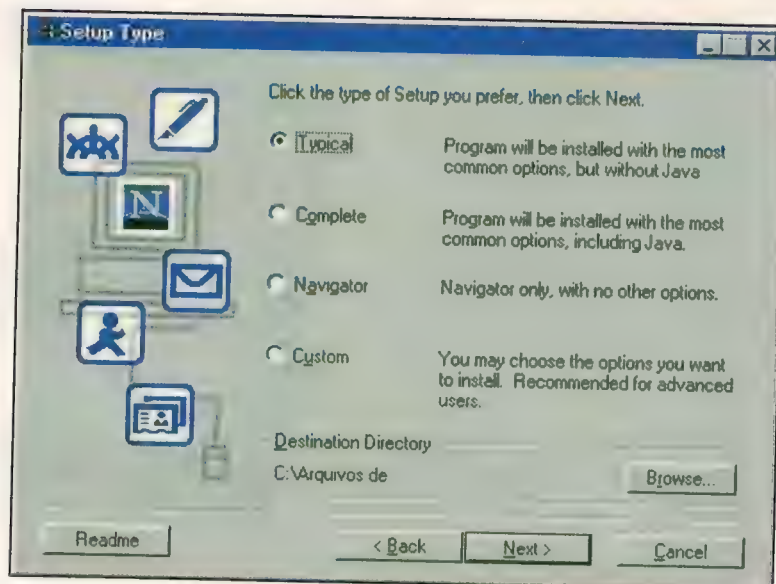 Setup Type
Click the type of Setup you prefer, then click Next.
Typical
Program will be installed with the most
common options, but without Java
Complete
Program will be installed with the most
common options, including Java.
Navigator
Navigator only, with no other options.
Custom
You may choose the options you want
to install. Recommended for advanced
users.
Destination Directory
C:\Arquivos de
Browse...
Readme
< Back
Next >
Cancel
N